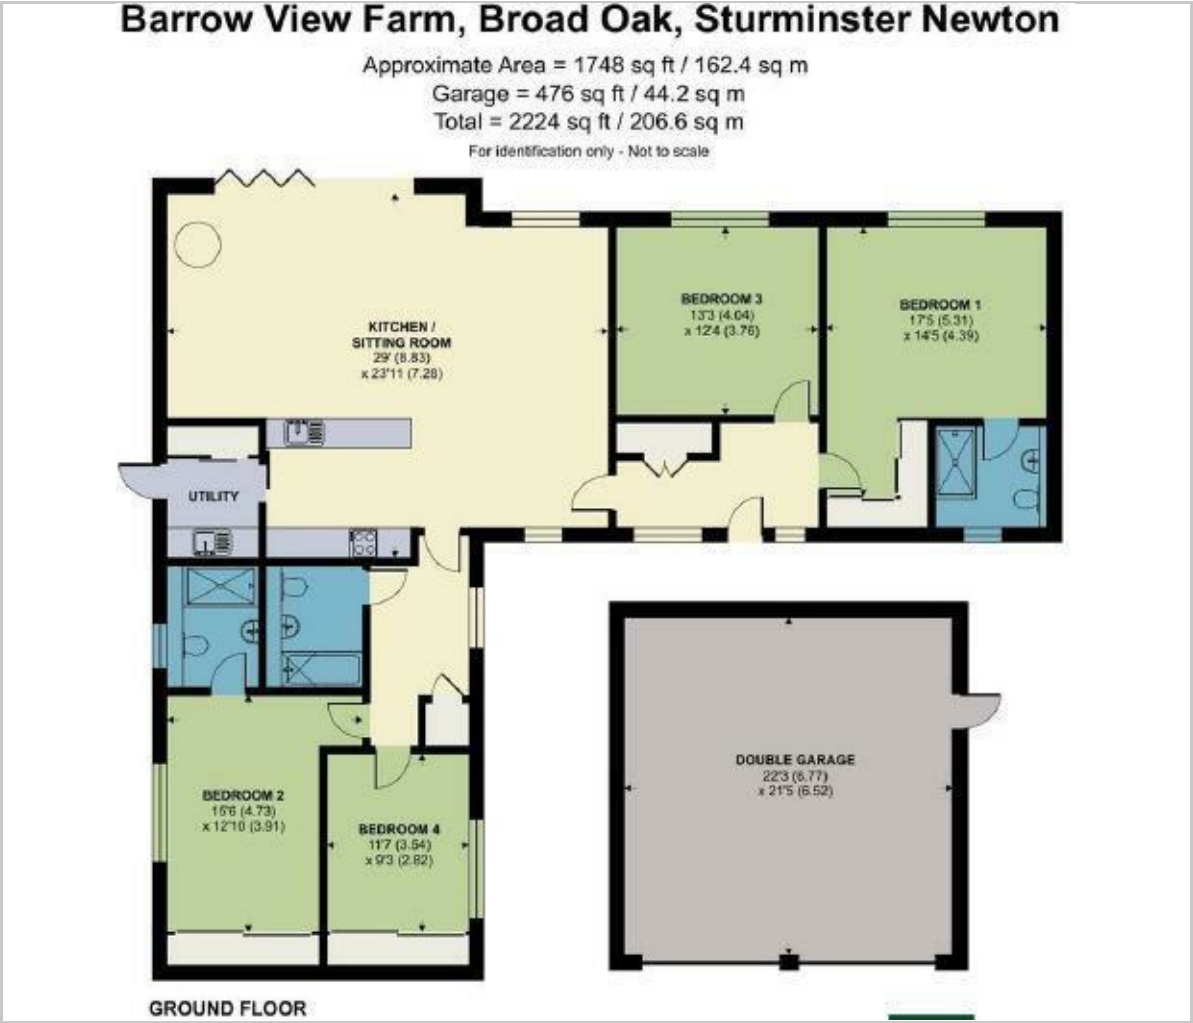 Barrow View Farm, Broad Oak, Sturminster Newton
Approximate Area = 1748 sq ft / 162.4 sq m
Garage = 476 sq ft / 44.2 sq m
Total = 2224 sq ft / 206.6 sq m
For identification only - Not to scale
BEDROOM 3
13'3 (4.04)
x 12'4 (3.76)
BEDROOM 1
17'5 (5.31)
x 14'5 (4.39)
KITCHEN /
SITTING ROOM
29' (8.83)
x 23'11 (7.28)
UTILITY
BEDROOM 2
15'6 (4.73)
x 12'10 (3.91)
BEDROOM 4
11'7 (3.54)
x 9'3 (2.82)
DOUBLE GARAGE
22'3 (6.77)
x 21'5 (6.52)
GROUND FLOOR